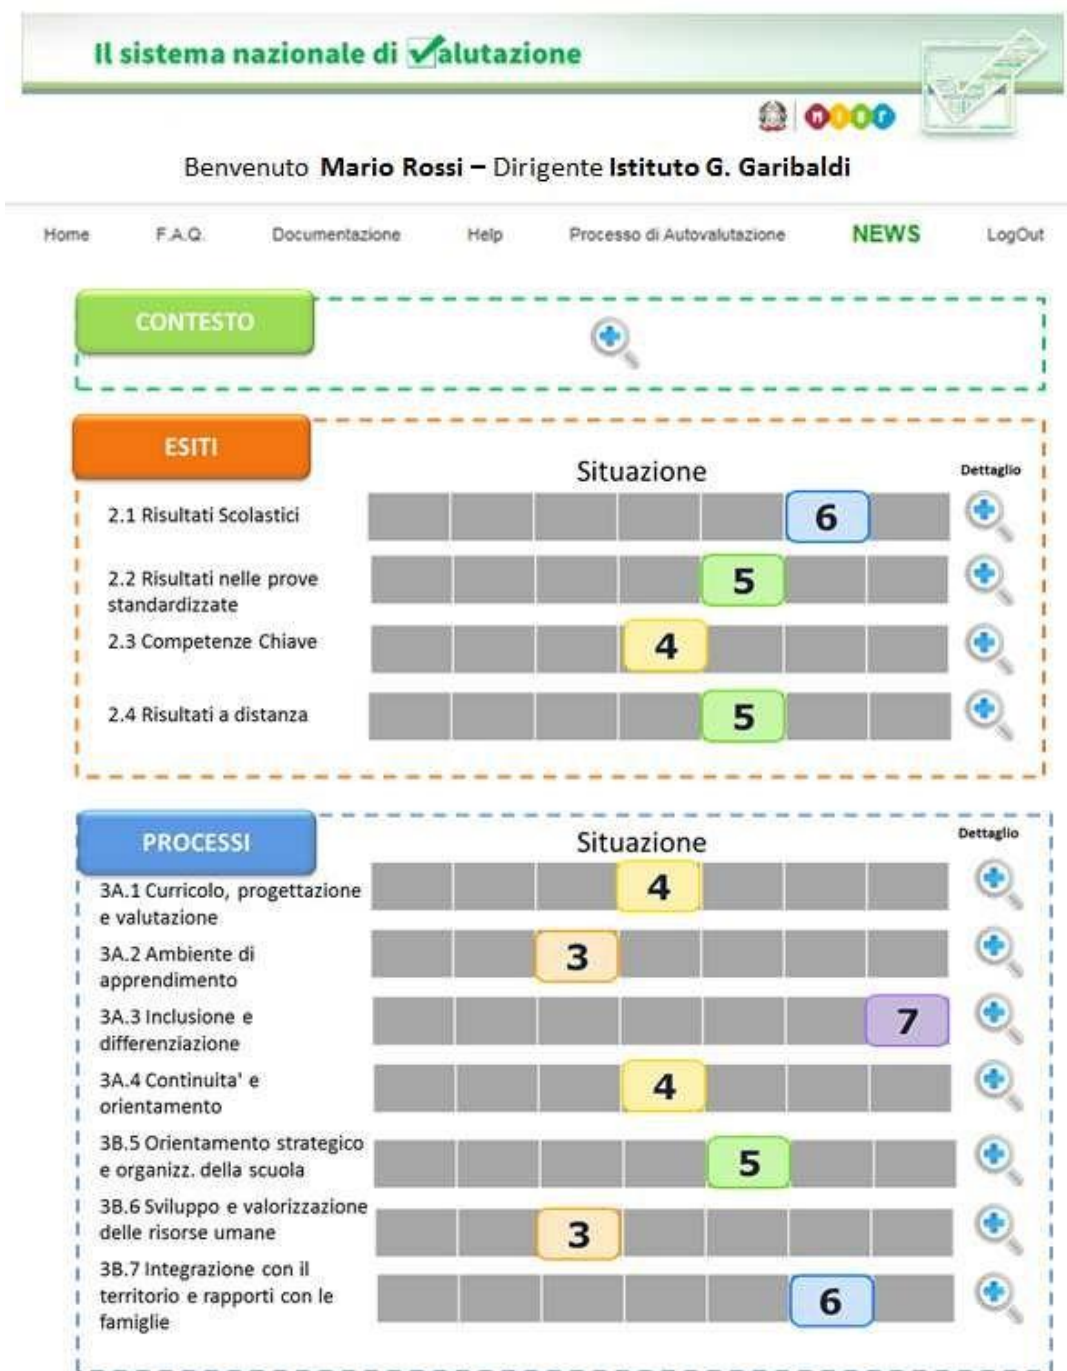 Il sistema nazionale di Valutazione
MIUR
Benvenuto Mario Rossi – Dirigente Istituto G. Garibaldi
Home F.A.Q. Documentazione Help Processo di Autovalutazione NEWS LogOut
CONTESTO
ESITI
Situazione Dettaglio
2.1 Risultati Scolastici 6
2.2 Risultati nelle prove
standardizzate 5
2.3 Competenze Chiave 4
2.4 Risultati a distanza 5
PROCESSI
Situazione Dettaglio
3A.1 Curricolo, progettazione
e valutazione 4
3A.2 Ambiente di
apprendimento 3
3A.3 Inclusione e
differenziazione 7
3A.4 Continuita' e
orientamento 4
3B.5 Orientamento strategico
e organizz. della scuola 5
3B.6 Sviluppo e valorizzazione
delle risorse umane 3
3B.7 Integrazione con il
territorio e rapporti con le
famiglie 6